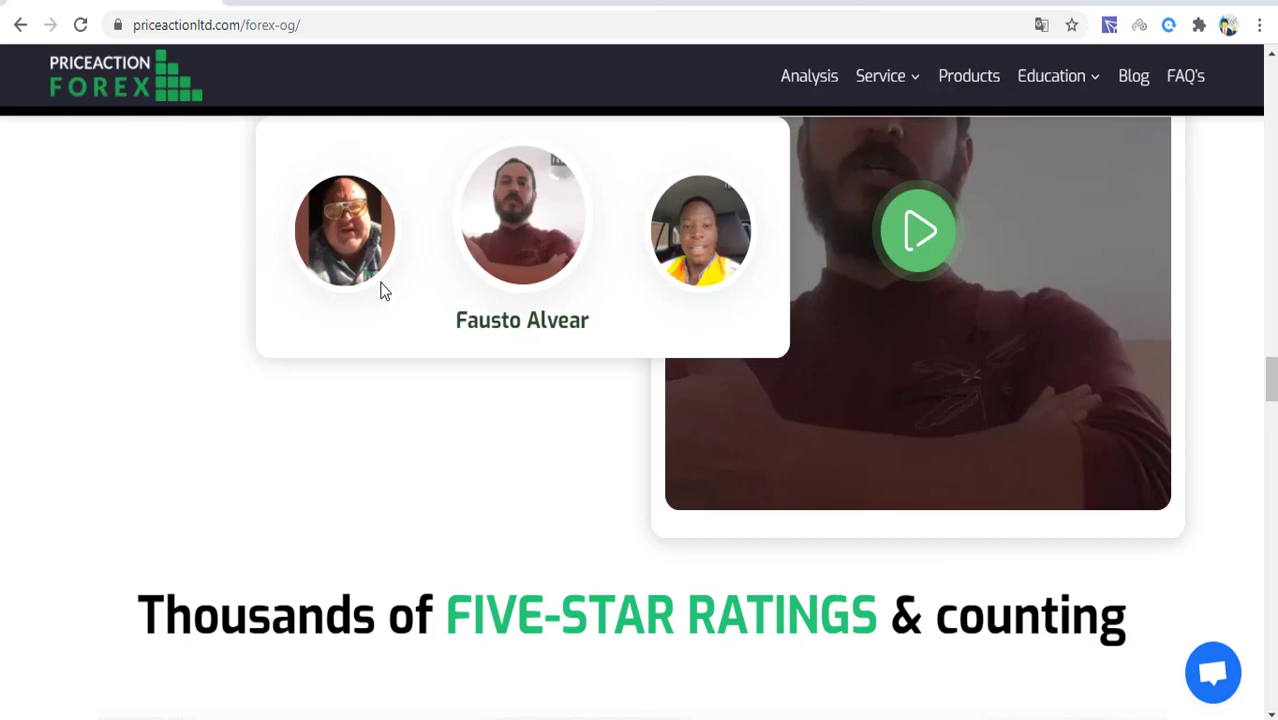 priceactionltd.com/forex-og/
PRICEACTION
FOREX
Analysis Service Products Education Blog FAQ's
Fausto Alvear
Thousands of FIVE-STAR RATINGS & counting